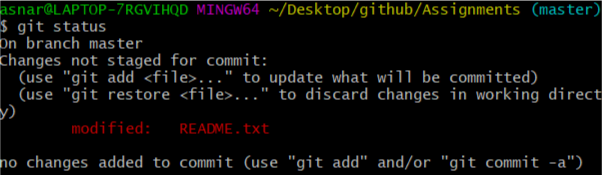 asnar@LAPTOP-7RGVIHQD MINGW64 ~/Desktop/github/Assignments (master)
$ git status
On branch master
Changes not staged for commit:
  (use "git add <file>..." to update what will be committed)
  (use "git restore <file>..." to discard changes in working direct
y)
        modified:   README.txt

no changes added to commit (use "git add" and/or "git commit -a")